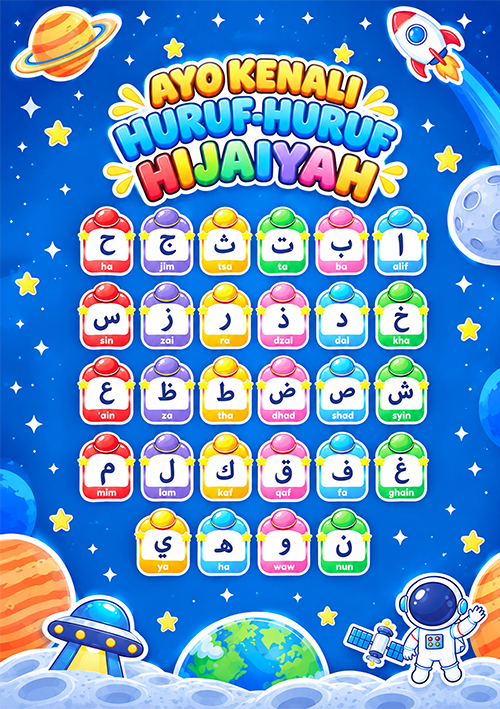 AYO KENALI
HURUF-HURUF
HIJAIYAH
ا ب ت ث ج ح
alif ba ta tsa jim ha
خ د ذ ر ز س
kha dal dzal ra zai sin
ش ص ض ط ظ ع
syin shad dhad tha za 'ain
غ ف ق ك ل م
ghain fa qaf kaf lam mim
ن و هـ ي
nun waw ha ya